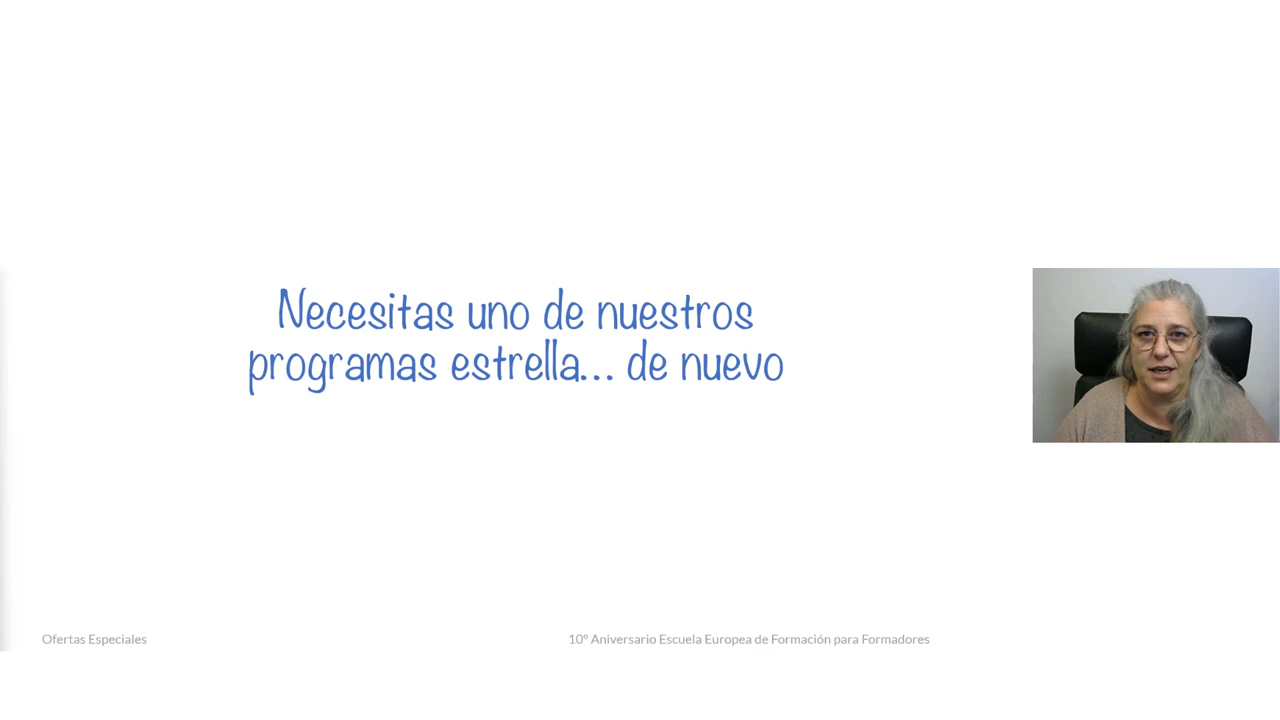 Necesitas uno de nuestros
programas estrella... de nuevo
Ofertas Especiales
10º Aniversario Escuela Europea de Formación para Formadores